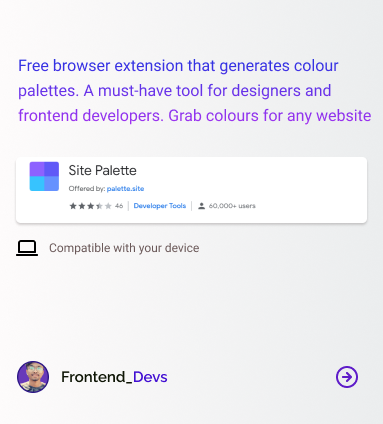 Free browser extension that generates colour
palettes. A must-have tool for designers and
frontend developers. Grab colours for any website
Site Palette
Offered by: palette.site
46 | Developer Tools | 60,000+ users
Compatible with your device
Frontend_Devs